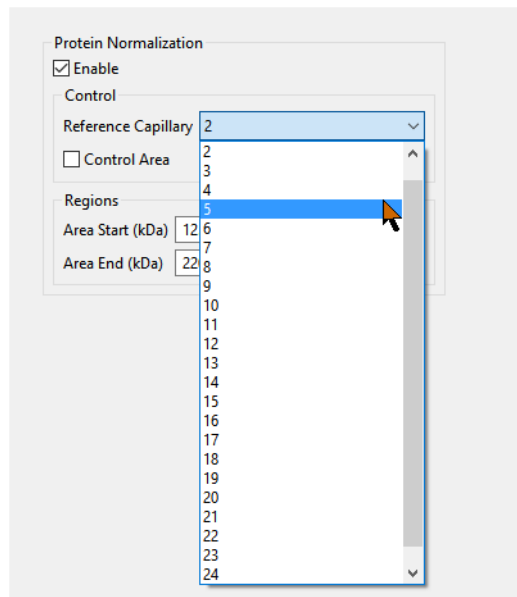 Protein Normalization
Enable
Control
Reference Capillary 2
Control Area
2
3
4
Regions
5
Area Start (kDa) 12
6
7
Area End (kDa)
8
9
10
11
12
13
14
15
16
17
18
19
20
21
22
23
24